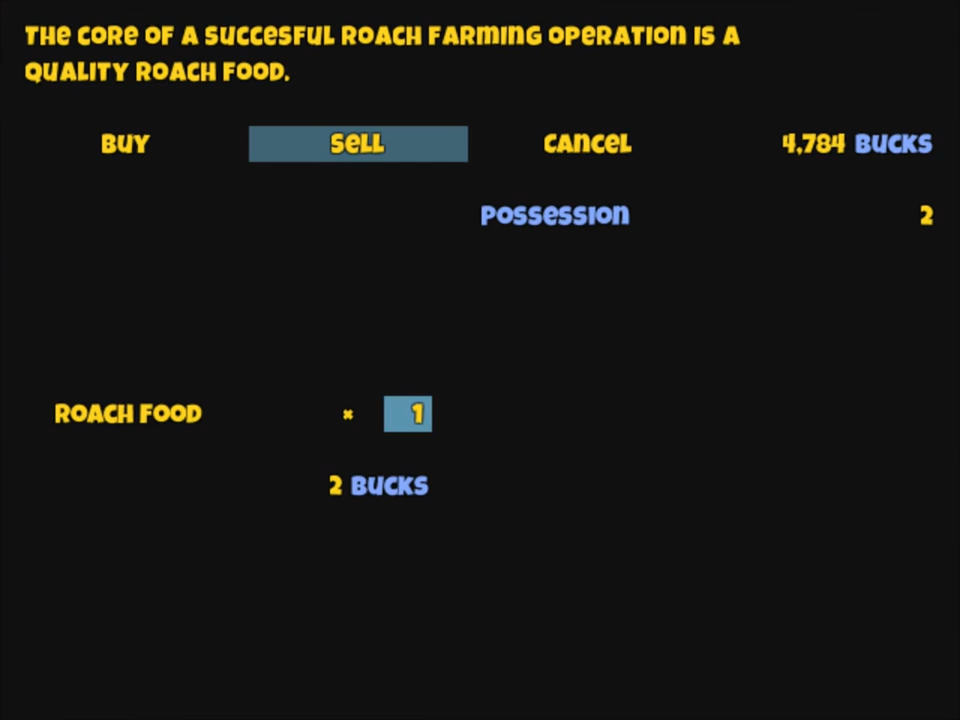 THE CORE OF A SUCCESFUL ROACH FARMING OPERATION IS A
QUALITY ROACH FOOD.
BUY SELL CANCEL 4,784 BUCKS
POSSESSION 2
ROACH FOOD × 1
2 BUCKS